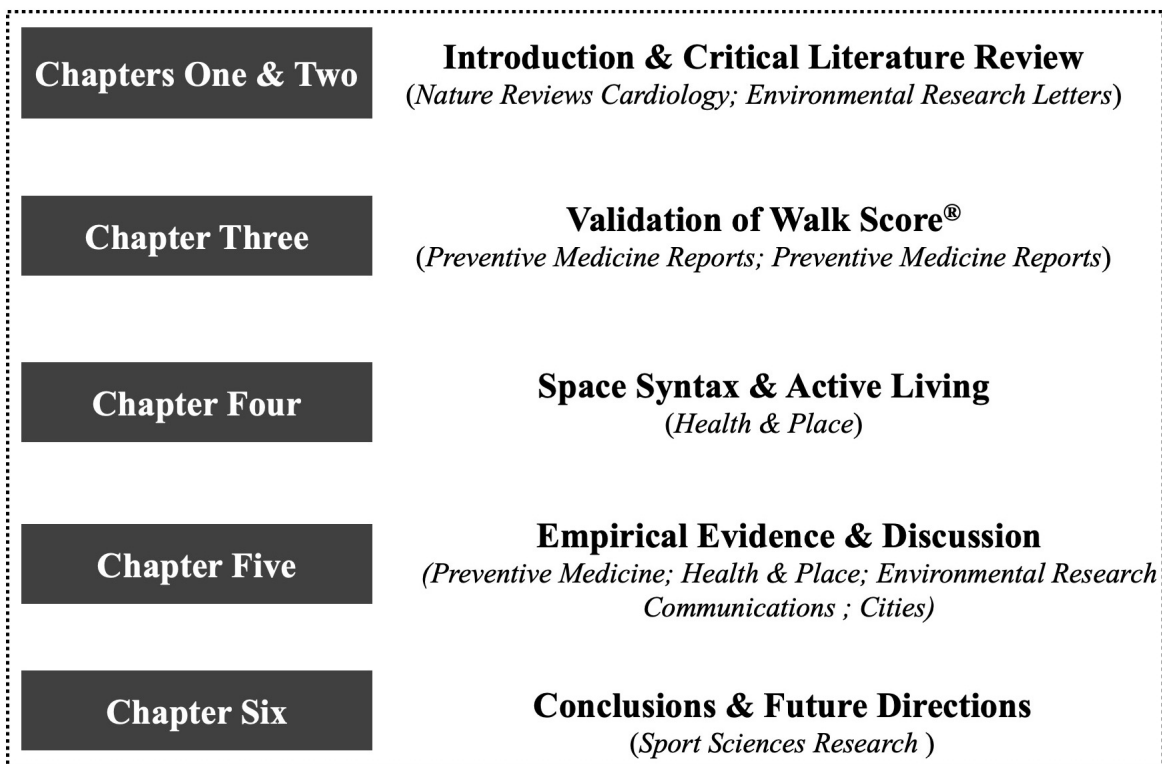 Chapters One & Two
Introduction & Critical Literature Review
(Nature Reviews Cardiology; Environmental Research Letters)
Chapter Three
Validation of Walk Score®
(Preventive Medicine Reports; Preventive Medicine Reports)
Chapter Four
Space Syntax & Active Living
(Health & Place)
Chapter Five
Empirical Evidence & Discussion
(Preventive Medicine; Health & Place; Environmental Research
Communications ; Cities)
Chapter Six
Conclusions & Future Directions
(Sport Sciences Research )